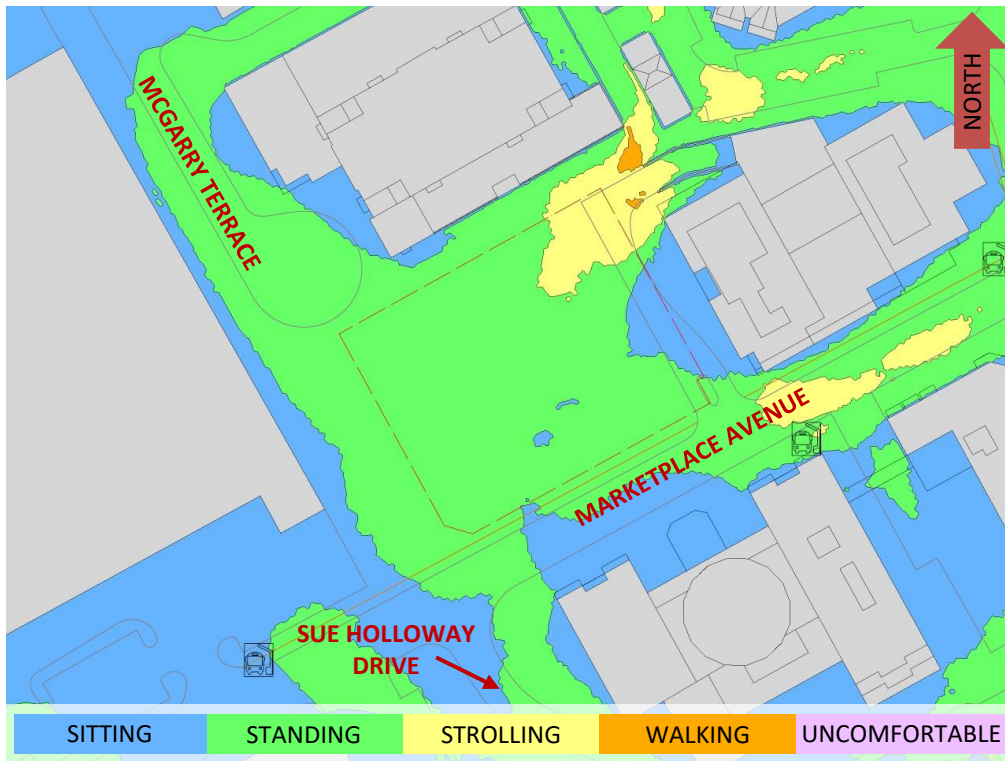 NORTH
MCGARRY TERRACE
MARKETPLACE AVENUE
SUE HOLLOWAY
DRIVE
SITTING
STANDING
STROLLING
WALKING
UNCOMFORTABLE